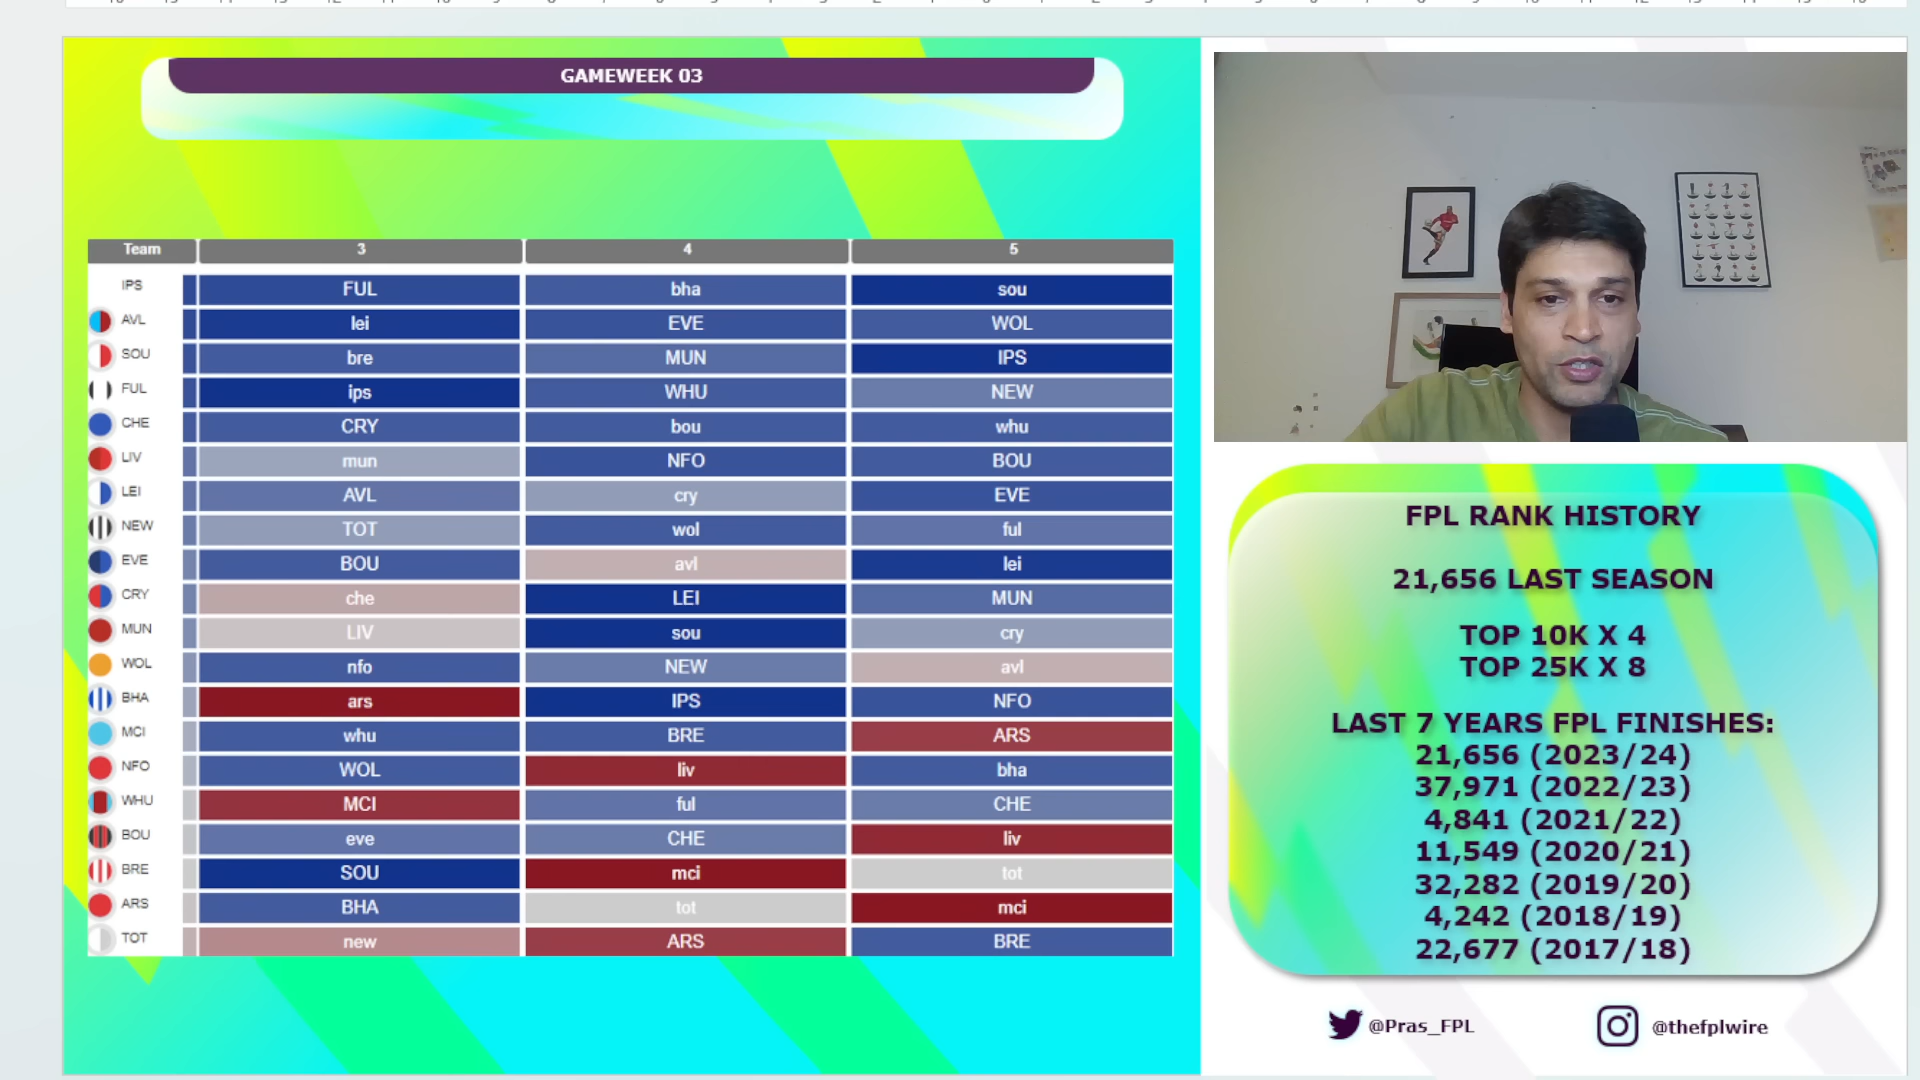 GAMEWEEK 03
Team 3 4 5
IPS FUL bha sou
AVL lei EVE WOL
SOU bre MUN IPS
FUL ips WHU NEW
CHE CRY bou whu
LIV mun NFO BOU
LEI AVL cry EVE
NEW TOT wol ful
EVE BOU avl lei
CRY che LEI MUN
MUN LIV sou cry
WOL nfo NEW avl
BHA ars IPS NFO
MCI whu BRE ARS
NFO WOL liv bha
WHU MCI ful CHE
BOU eve CHE liv
BRE SOU mci tot
ARS BHA tot mci
TOT new ARS BRE
FPL RANK HISTORY
21,656 LAST SEASON
TOP 10K X 4
TOP 25K X 8
LAST 7 YEARS FPL FINISHES:
21,656 (2023/24)
37,971 (2022/23)
4,841 (2021/22)
11,549 (2020/21)
32,282 (2019/20)
4,242 (2018/19)
22,677 (2017/18)
@Pras_FPL
@thefplwire